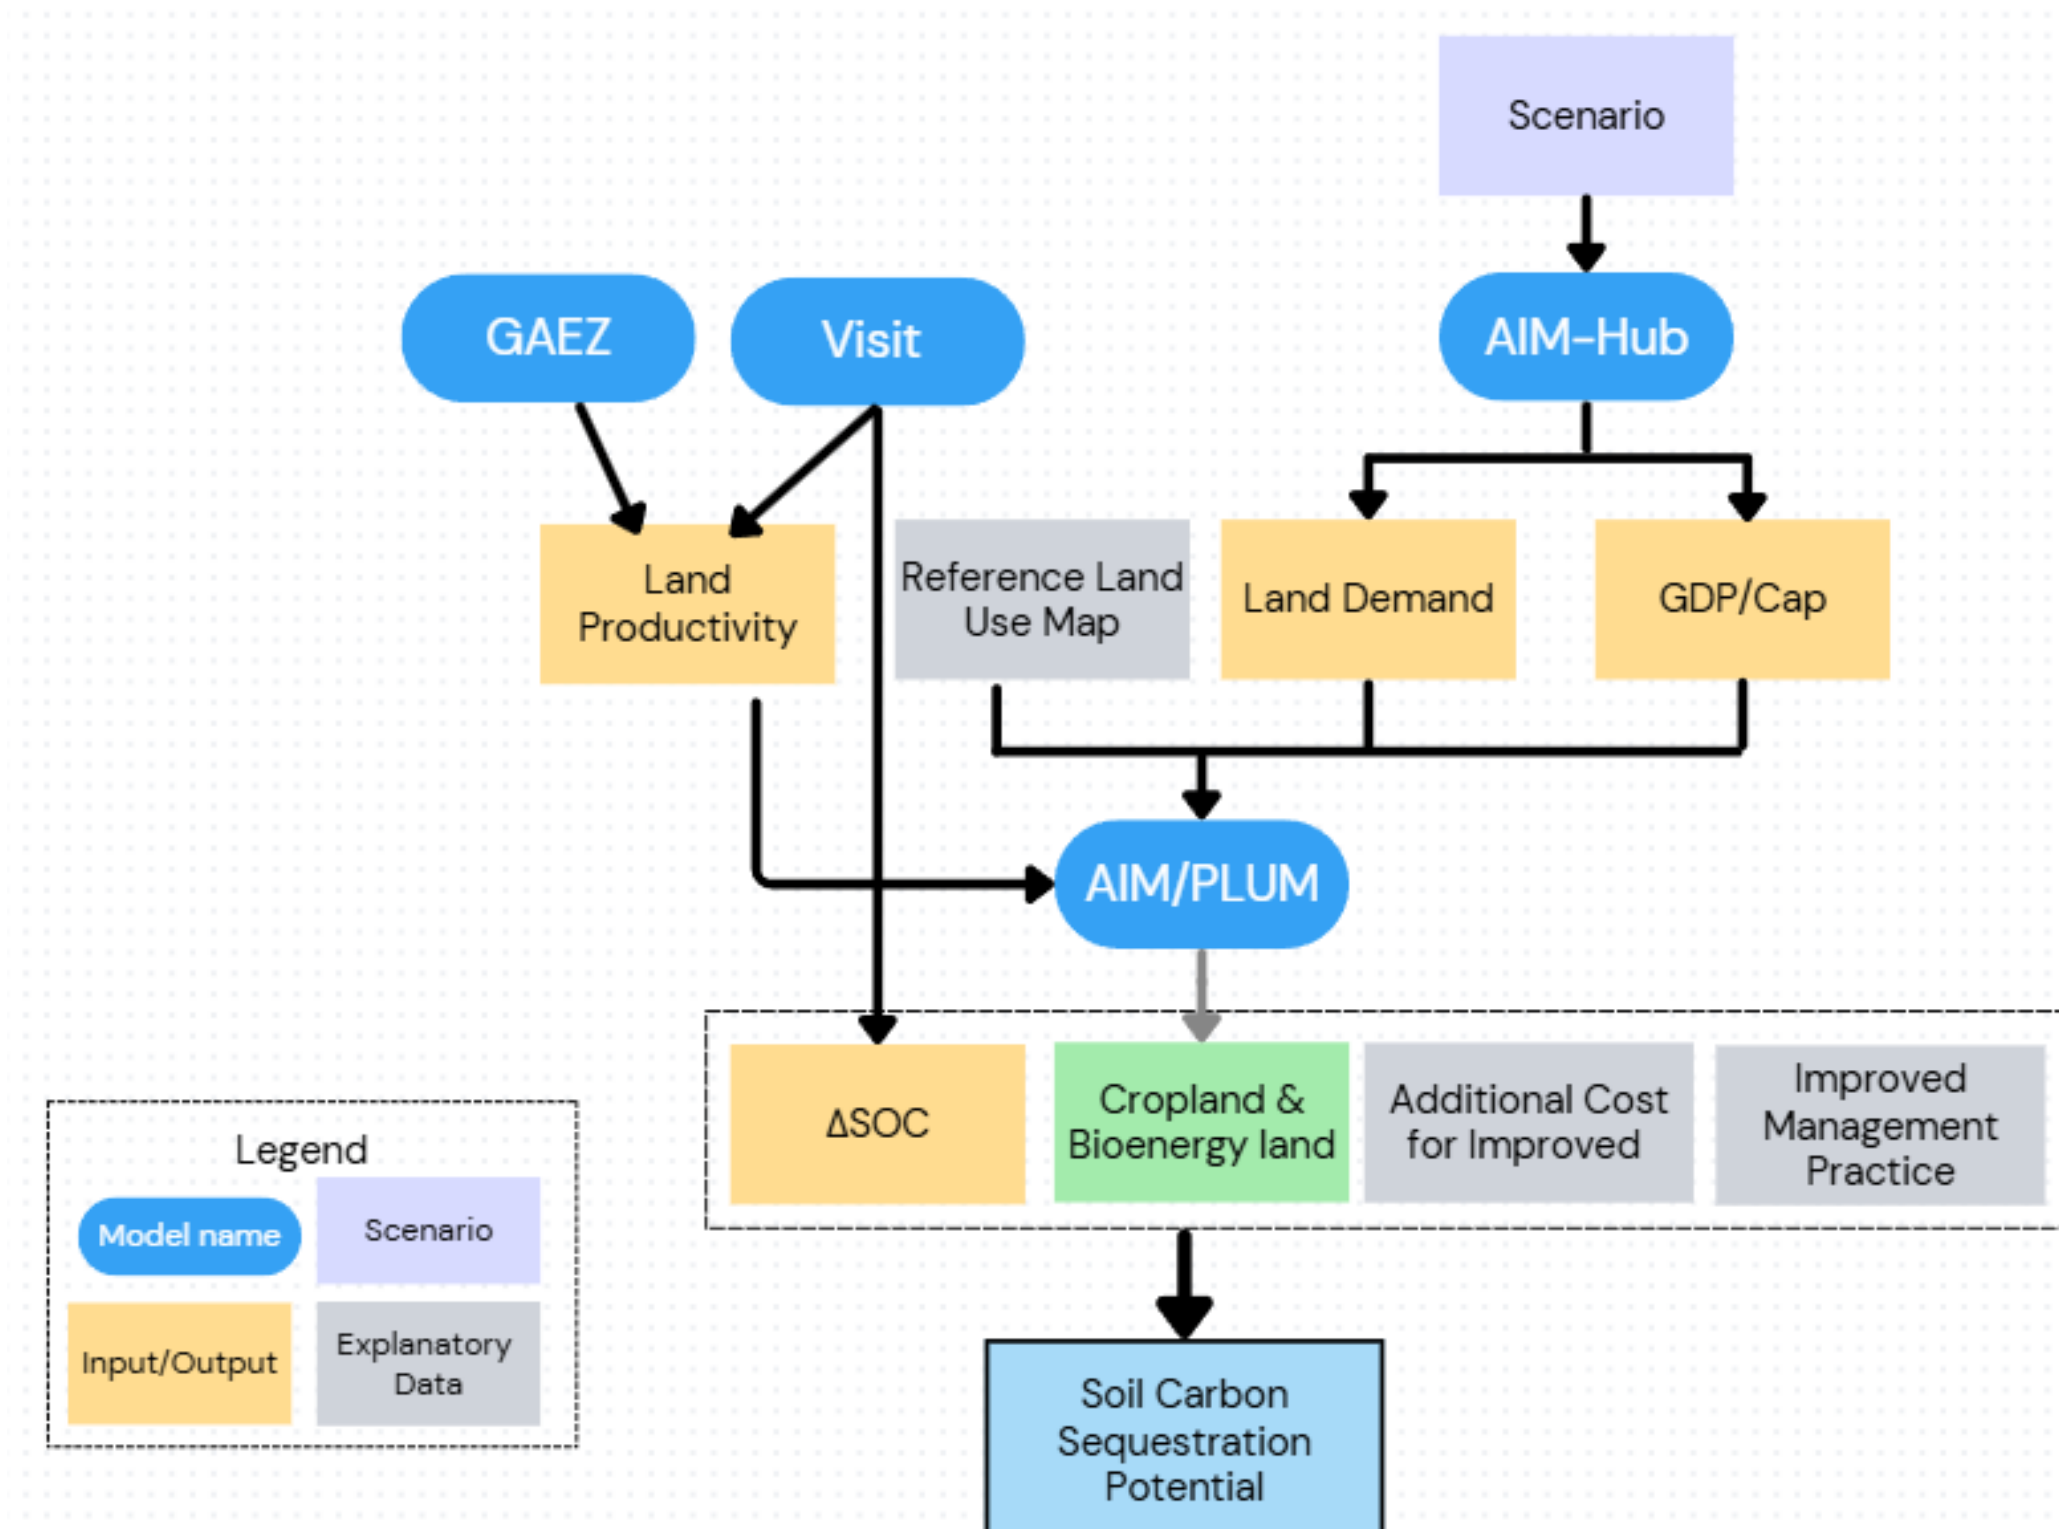 Scenario
GAEZ
Visit
AIM-Hub
Land
Productivity
Reference Land
Use Map
Land Demand
GDP/Cap
AIM/PLUM
ΔSOC
Cropland &
Bioenergy land
Additional Cost
for Improved
Improved
Management
Practice
Legend
Model name
Scenario
Input/Output
Explanatory
Data
Soil Carbon
Sequestration
Potential